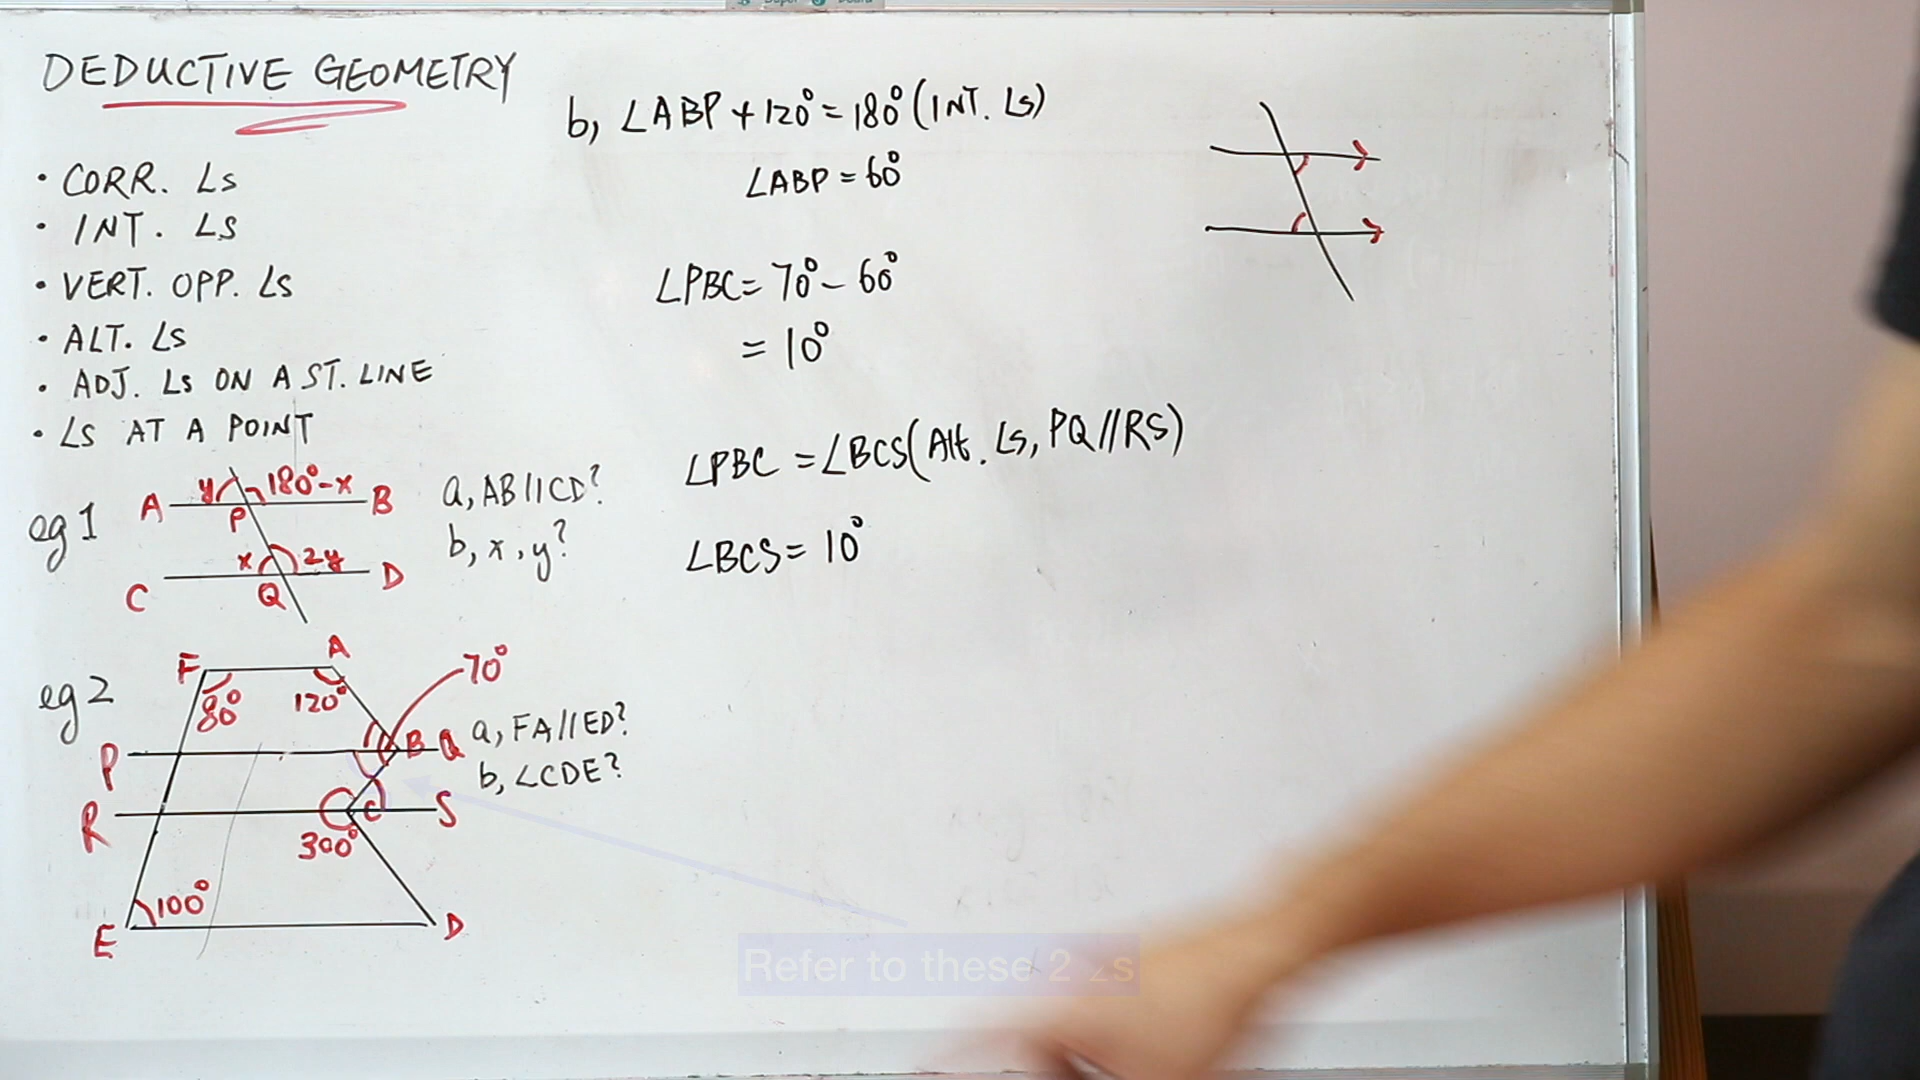 DEDUCTIVE GEOMETRY
• CORR. ∠s
• INT. ∠s
• VERT. OPP. ∠s
• ALT. ∠s
• ADJ. ∠s ON A ST. LINE
• ∠s AT A POINT
eg 1
A
y
180°-x
B
P
x
2y
C
Q
D
a, AB//CD?
b, x, y?
eg 2
F
A
80°
120°
70°
P
B
Q
R
C
S
300°
100°
E
D
a, FA//ED?
b, ∠CDE?
b, ∠ABP + 120° = 180° (INT. ∠s)
∠ABP = 60°
∠PBC = 70° - 60°
= 10°
∠PBC = ∠BCS (Alt. ∠s, PQ//RS)
∠BCS = 10°
Refer to these 2 ∠s